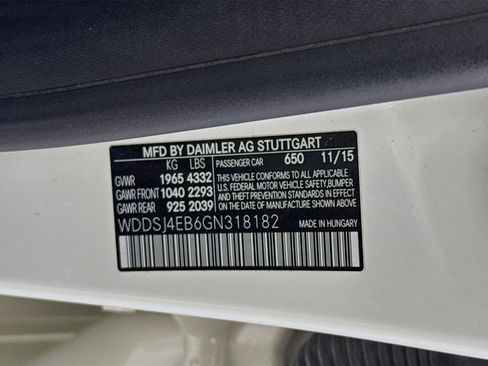 MFD BY DAIMLER AG STUTTGART
KG LBS PASSENGER CAR 650 11/15
GVWR 1965 4332
GAWR FRONT 1040 2293
GAWR REAR 925 2039
THIS VEHICLE CONFORMS TO ALL APPLICABLE
U.S. FEDERAL MOTOR VEHICLE SAFETY, BUMPER
AND THEFT PREVENTION STANDARDS IN EFFECT
ON THE DATE OF MANUFACTURE SHOWN ABOVE.
WDDSJ4EB6GN318182 MADE IN HUNGARY